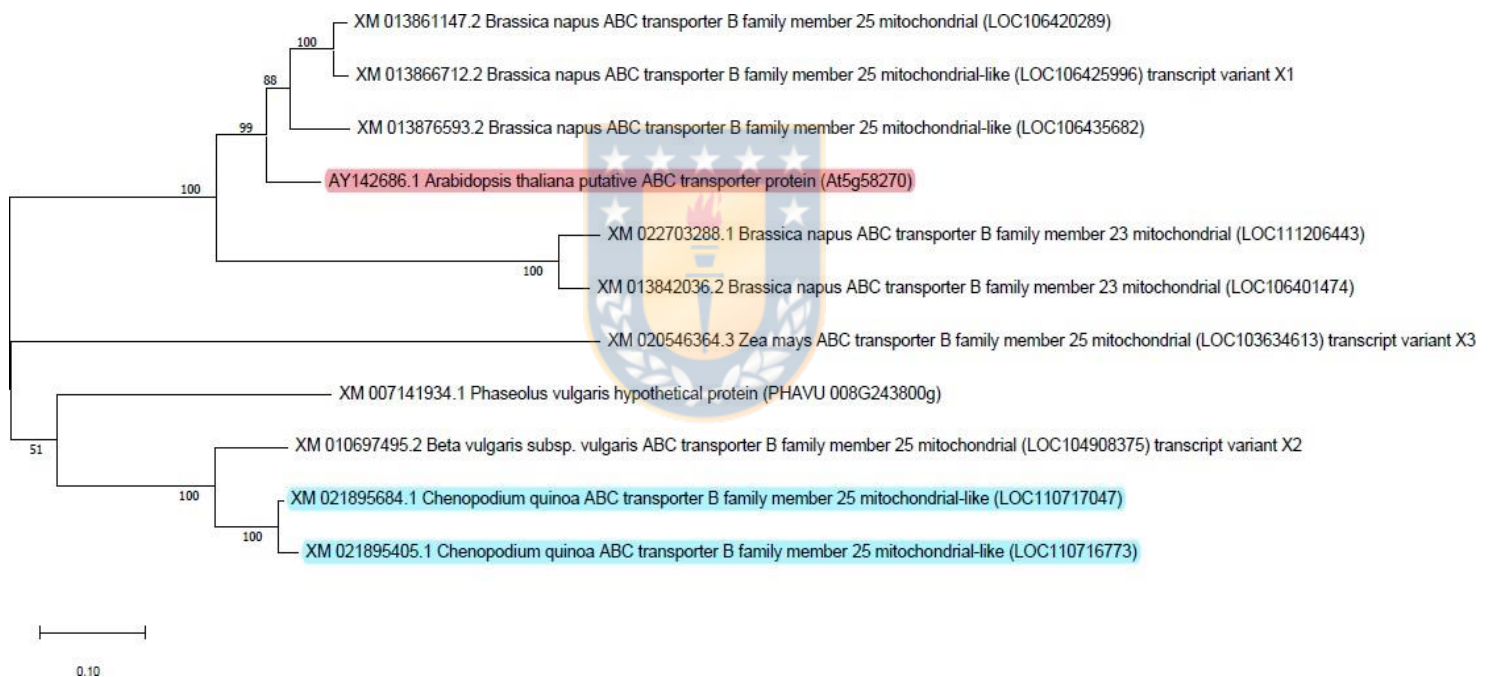 XM 013861147.2 Brassica napus ABC transporter B family member 25 mitochondrial (LOC106420289)
100
XM 013866712.2 Brassica napus ABC transporter B family member 25 mitochondrial-like (LOC106425996) transcript variant X1
88
XM 013876593.2 Brassica napus ABC transporter B family member 25 mitochondrial-like (LOC106435682)
99
AY142686.1 Arabidopsis thaliana putative ABC transporter protein (At5g58270)
100
XM 022703288.1 Brassica napus ABC transporter B family member 23 mitochondrial (LOC111206443)
100
XM 013842036.2 Brassica napus ABC transporter B family member 23 mitochondrial (LOC106401474)
XM 020546364.3 Zea mays ABC transporter B family member 25 mitochondrial (LOC103634613) transcript variant X3
XM 007141934.1 Phaseolus vulgaris hypothetical protein (PHAVU 008G243800g)
51
XM 010697495.2 Beta vulgaris subsp. vulgaris ABC transporter B family member 25 mitochondrial (LOC104908375) transcript variant X2
100
XM 021895684.1 Chenopodium quinoa ABC transporter B family member 25 mitochondrial-like (LOC110717047)
100
XM 021895405.1 Chenopodium quinoa ABC transporter B family member 25 mitochondrial-like (LOC110716773)
0.10